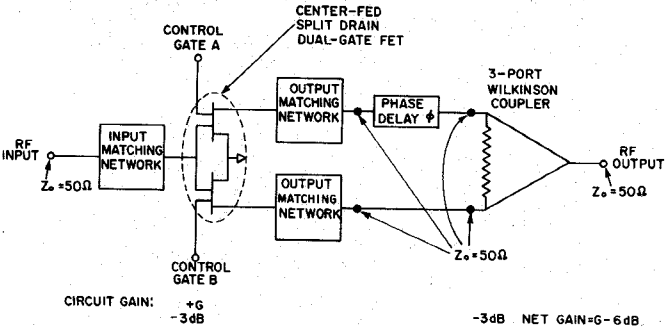 CENTER-FED
SPLIT DRAIN
DUAL-GATE FET
CONTROL
GATE A
OUTPUT
MATCHING
NETWORK
PHASE
DELAY ϕ
3-PORT
WILKINSON
COUPLER
RF
INPUT
Zo=50Ω
INPUT
MATCHING
NETWORK
RF
OUTPUT
Zo=50Ω
OUTPUT
MATCHING
NETWORK
Zo=50Ω
CONTROL
GATE B
CIRCUIT GAIN: +G
-3dB
-3dB NET GAIN=G-6dB